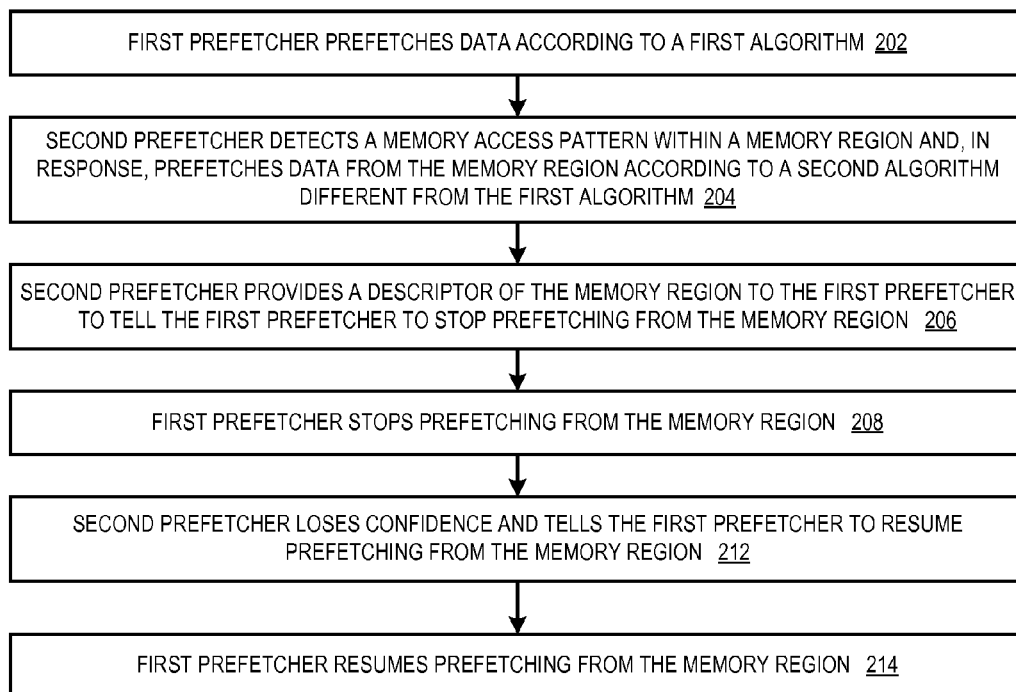 FIRST PREFETCHER PREFETCHES DATA ACCORDING TO A FIRST ALGORITHM 202
SECOND PREFETCHER DETECTS A MEMORY ACCESS PATTERN WITHIN A MEMORY REGION AND, IN
RESPONSE, PREFETCHES DATA FROM THE MEMORY REGION ACCORDING TO A SECOND ALGORITHM
DIFFERENT FROM THE FIRST ALGORITHM 204
SECOND PREFETCHER PROVIDES A DESCRIPTOR OF THE MEMORY REGION TO THE FIRST PREFETCHER
TO TELL THE FIRST PREFETCHER TO STOP PREFETCHING FROM THE MEMORY REGION 206
FIRST PREFETCHER STOPS PREFETCHING FROM THE MEMORY REGION 208
SECOND PREFETCHER LOSES CONFIDENCE AND TELLS THE FIRST PREFETCHER TO RESUME
PREFETCHING FROM THE MEMORY REGION 212
FIRST PREFETCHER RESUMES PREFETCHING FROM THE MEMORY REGION 214